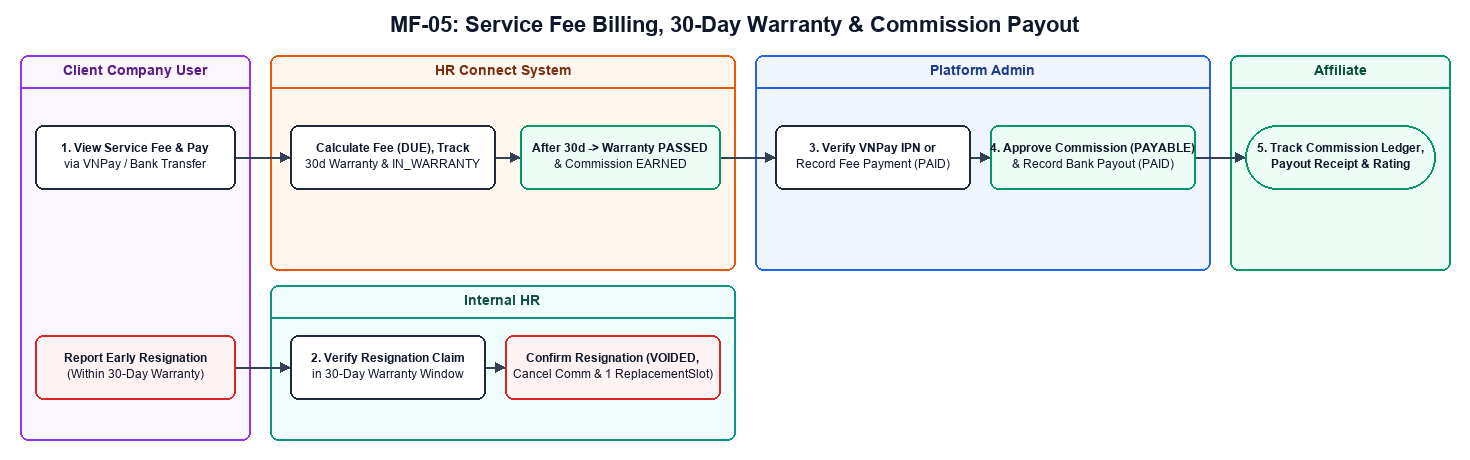 MF-05: Service Fee Billing, 30-Day Warranty & Commission Payout
Client Company User
1. View Service Fee & Pay
via VNPay / Bank Transfer
Report Early Resignation
(Within 30-Day Warranty)
HR Connect System
Calculate Fee (DUE), Track
30d Warranty & IN_WARRANTY
After 30d -> Warranty PASSED
& Commission EARNED
Internal HR
2. Verify Resignation Claim
in 30-Day Warranty Window
Confirm Resignation (VOIDED,
Cancel Comm & 1 ReplacementSlot)
Platform Admin
3. Verify VNPay IPN or
Record Fee Payment (PAID)
4. Approve Commission (PAYABLE)
& Record Bank Payout (PAID)
Affiliate
5. Track Commission Ledger,
Payout Receipt & Rating